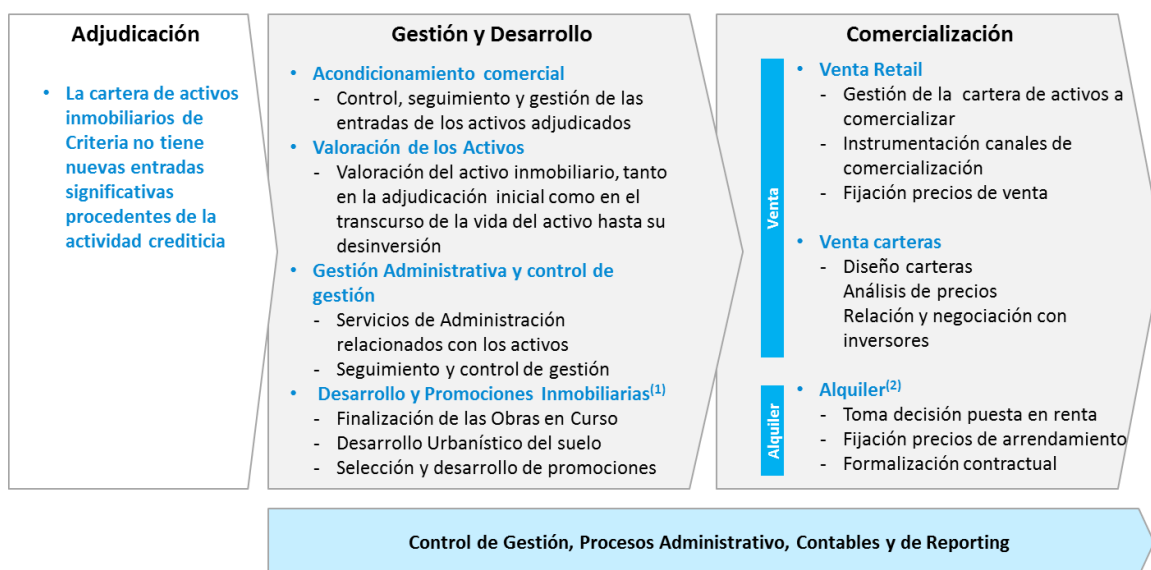 Adjudicación
• La cartera de activos
inmobiliarios de
Criteria no tiene
nuevas entradas
significativas
procedentes de la
actividad crediticia
Gestión y Desarrollo
• Acondicionamiento comercial
- Control, seguimiento y gestión de las
entradas de los activos adjudicados
• Valoración de los Activos
- Valoración del activo inmobiliario, tanto
en la adjudicación inicial como en el
transcurso de la vida del activo hasta su
desinversión
• Gestión Administrativa y control de
gestión
- Servicios de Administración
relacionados con los activos
- Seguimiento y control de gestión
• Desarrollo y Promociones Inmobiliarias(1)
- Finalización de las Obras en Curso
- Desarrollo Urbanístico del suelo
- Selección y desarrollo de promociones
Comercialización
Venta
• Venta Retail
- Gestión de la cartera de activos a
comercializar
- Instrumentación canales de
comercialización
- Fijación precios de venta
• Venta carteras
- Diseño carteras
Análisis de precios
Relación y negociación con
inversores
Alquiler
• Alquiler(2)
- Toma decisión puesta en renta
- Fijación precios de arrendamiento
- Formalización contractual
Control de Gestión, Procesos Administrativo, Contables y de Reporting